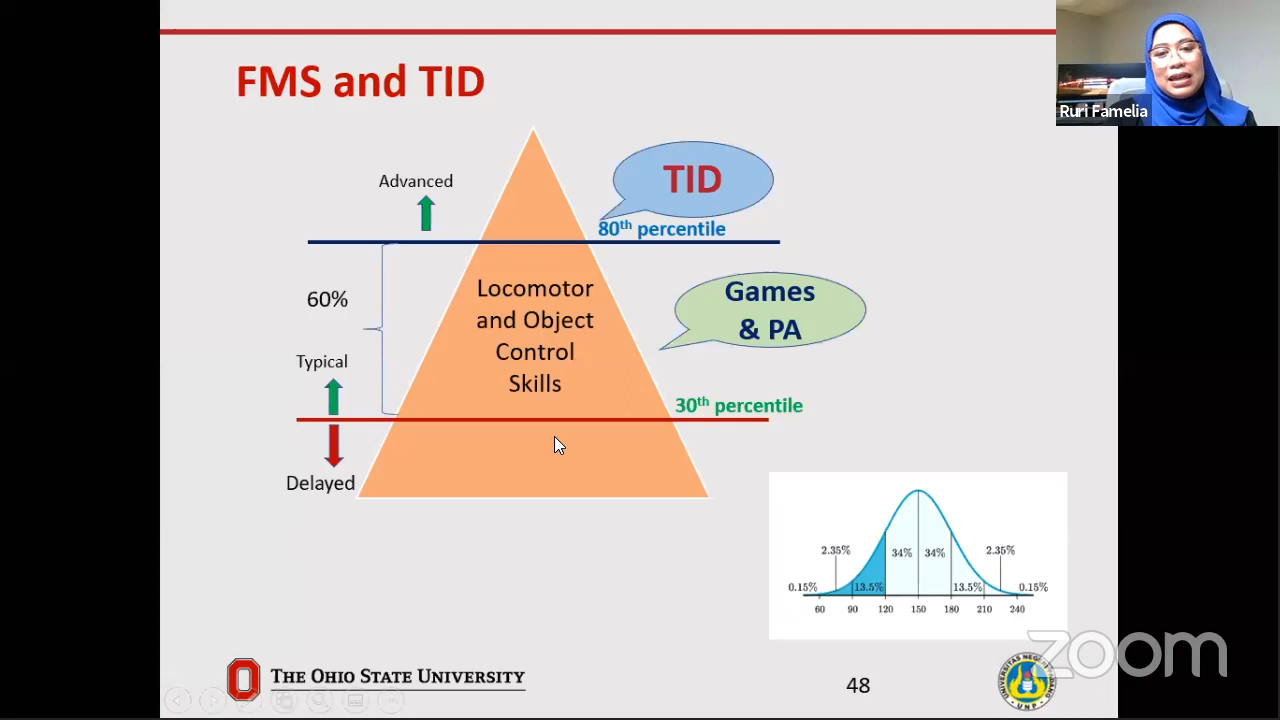 FMS and TID
Ruri Famelia
Advanced
TID
80th percentile
60%
Locomotor
and Object
Control
Skills
Games
& PA
Typical
30th percentile
Delayed
2.35%
34%
34%
2.35%
0.15%
13.5%
13.5%
0.15%
60
90
120
150
180
210
240
THE OHIO STATE UNIVERSITY
48
zoom
UNP